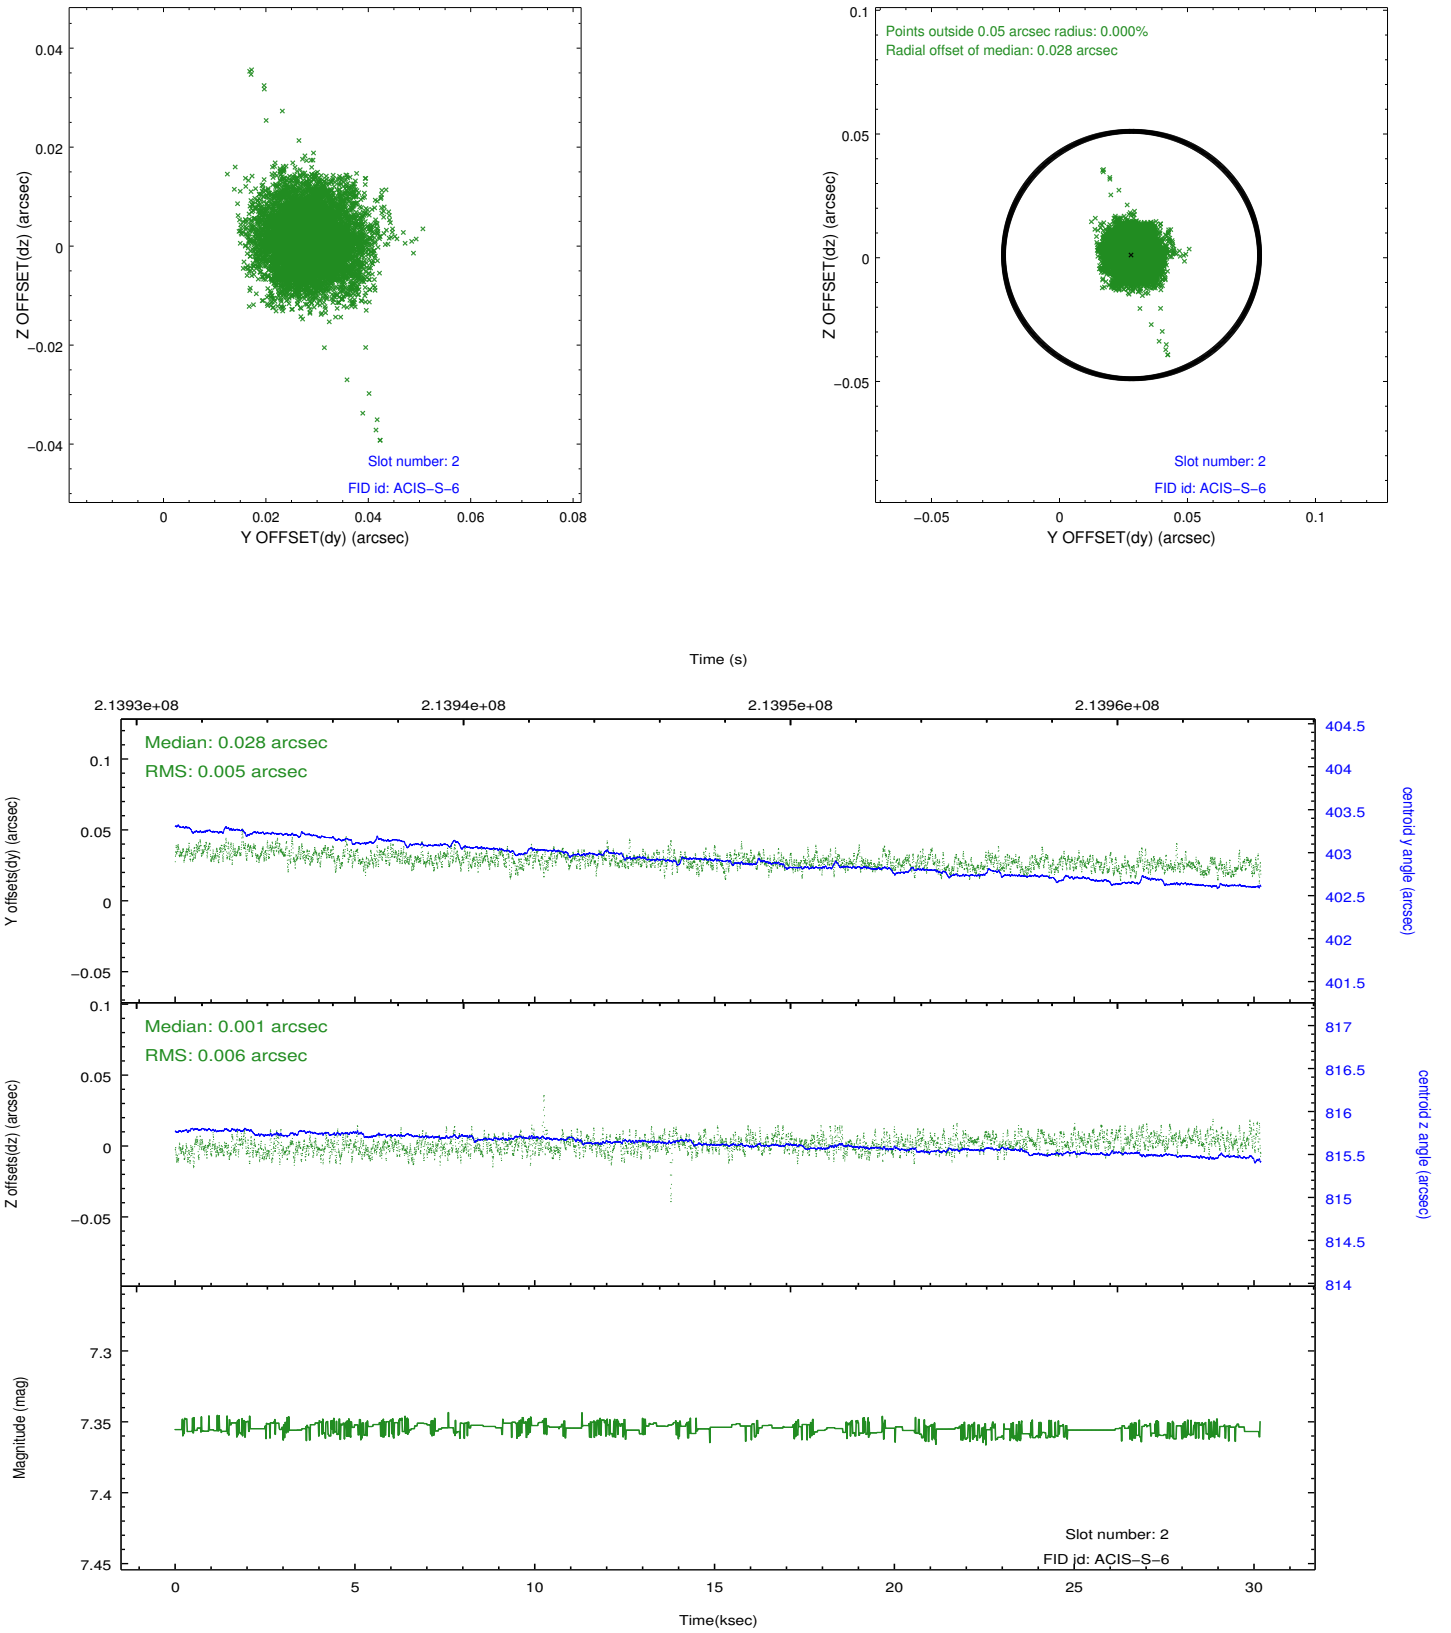 0.04
0.02
0
−0.02
−0.04
Z OFFSET(dz) (arcsec)
Slot number: 2
FID id: ACIS−S−6
0 0.02 0.04 0.06 0.08
Y OFFSET(dy) (arcsec)
Points outside 0.05 arcsec radius: 0.000%
Radial offset of median: 0.028 arcsec
0.1
0.05
0
−0.05
Z OFFSET(dz) (arcsec)
Slot number: 2
FID id: ACIS−S−6
−0.05 0 0.05 0.1
Y OFFSET(dy) (arcsec)
Time (s)
2.1393e+08 2.1394e+08 2.1395e+08 2.1396e+08
Median: 0.028 arcsec
RMS: 0.005 arcsec
0.1
0.05
0
−0.05
Y offsets(dy) (arcsec)
404.5
404
403.5
403
402.5
402
401.5
centroid y angle (arcsec)
Median: 0.001 arcsec
RMS: 0.006 arcsec
0.1
0.05
0
−0.05
Z offsets(dz) (arcsec)
817
816.5
816
815.5
815
814.5
814
centroid z angle (arcsec)
7.3
7.35
7.4
7.45
Magnitude (mag)
Slot number: 2
FID id: ACIS−S−6
0 5 10 15 20 25 30
Time(ksec)